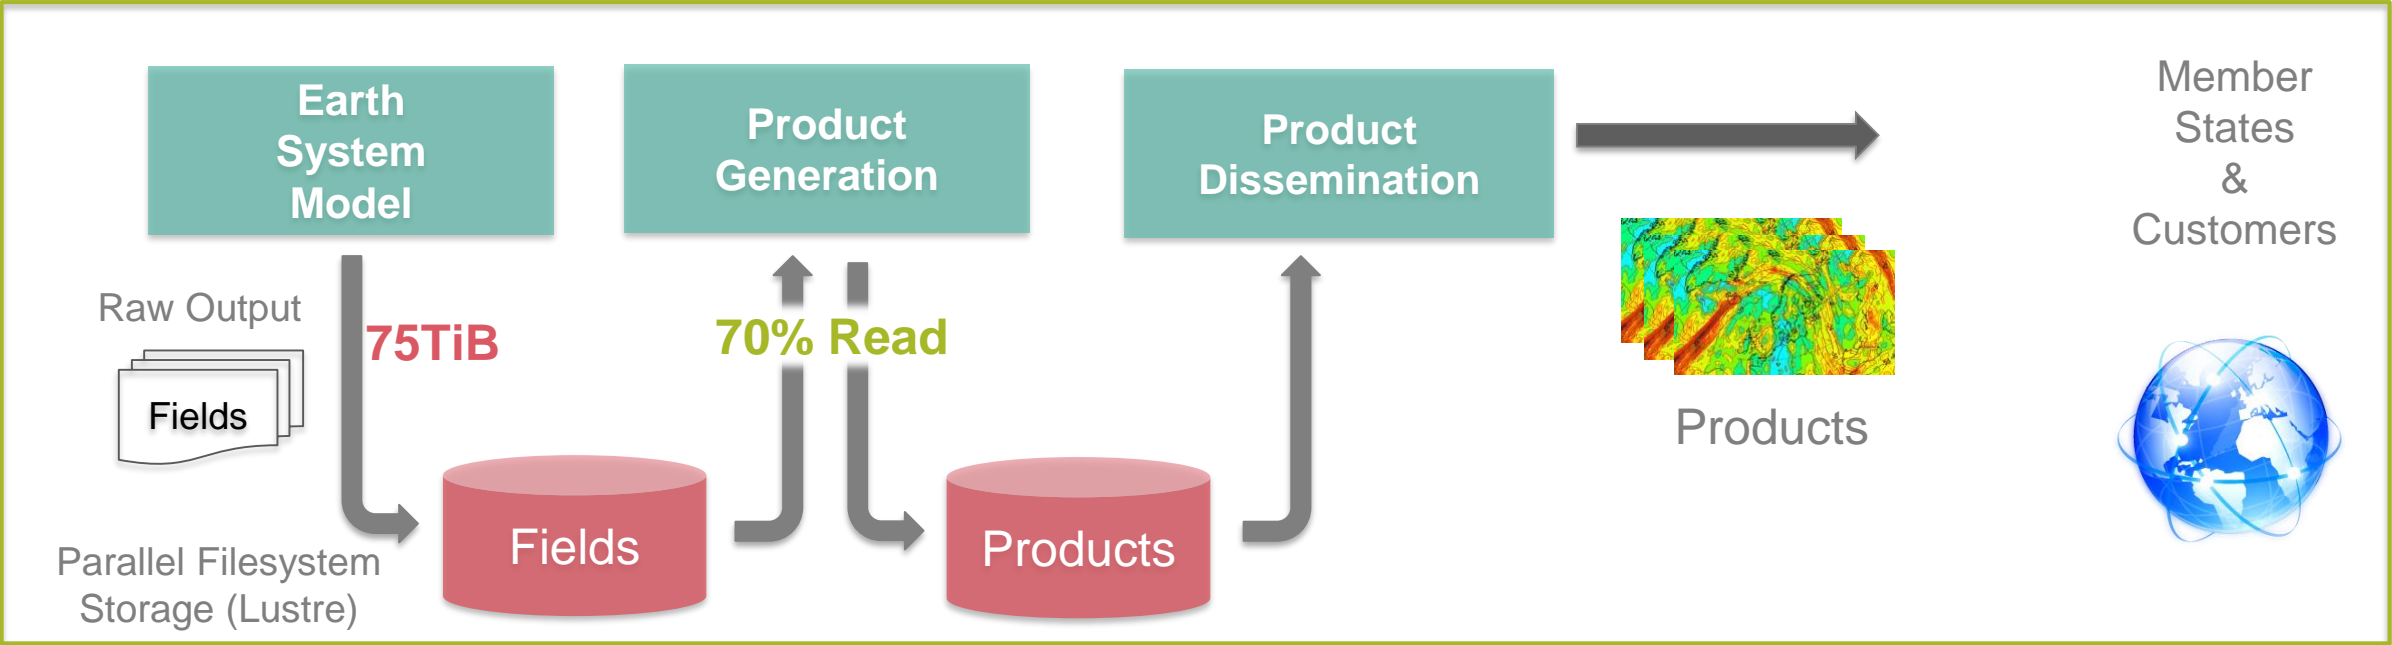 Earth
System
Model
Product
Generation
Product
Dissemination
Member
States
&
Customers
Raw Output
75TiB
70% Read
Fields
Products
Fields
Products
Parallel Filesystem
Storage (Lustre)